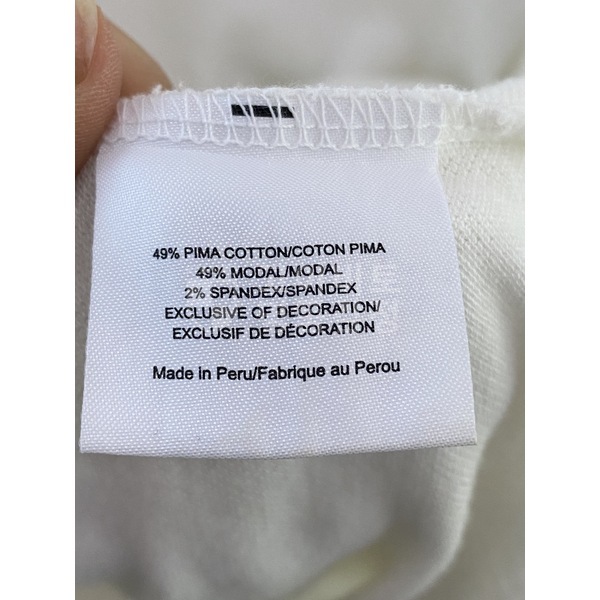 49% PIMA COTTON/COTON PIMA
49% MODAL/MODAL
2% SPANDEX/SPANDEX
EXCLUSIVE OF DECORATION/
EXCLUSIF DE DÉCORATION
Made in Peru/Fabrique au Perou